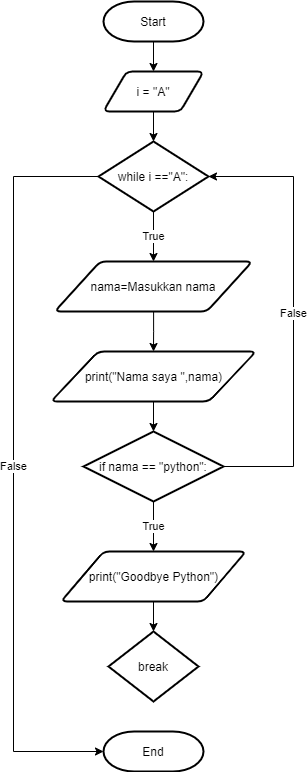 Start
i = "A"
while i =="A":
True
nama=Masukkan nama
False
print("Nama saya ",nama)
if nama == "python":
False
True
print("Goodbye Python")
break
End